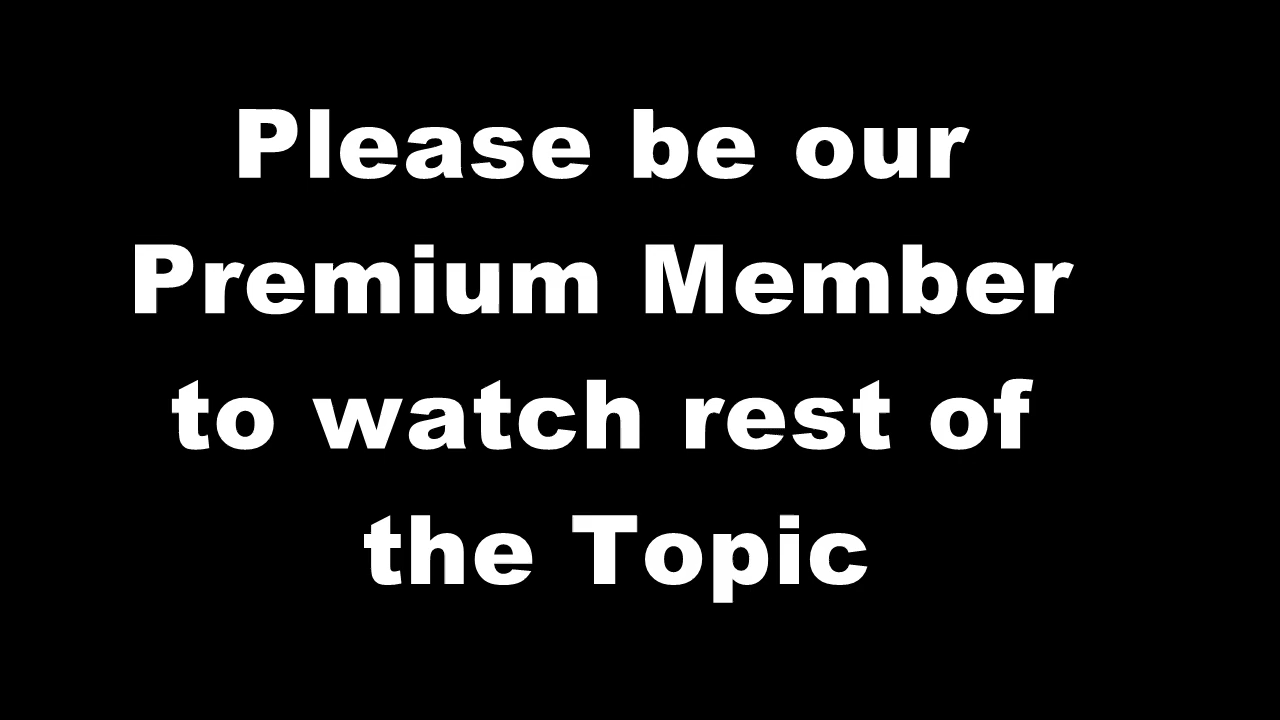 Please be our
Premium Member
to watch rest of
the Topic